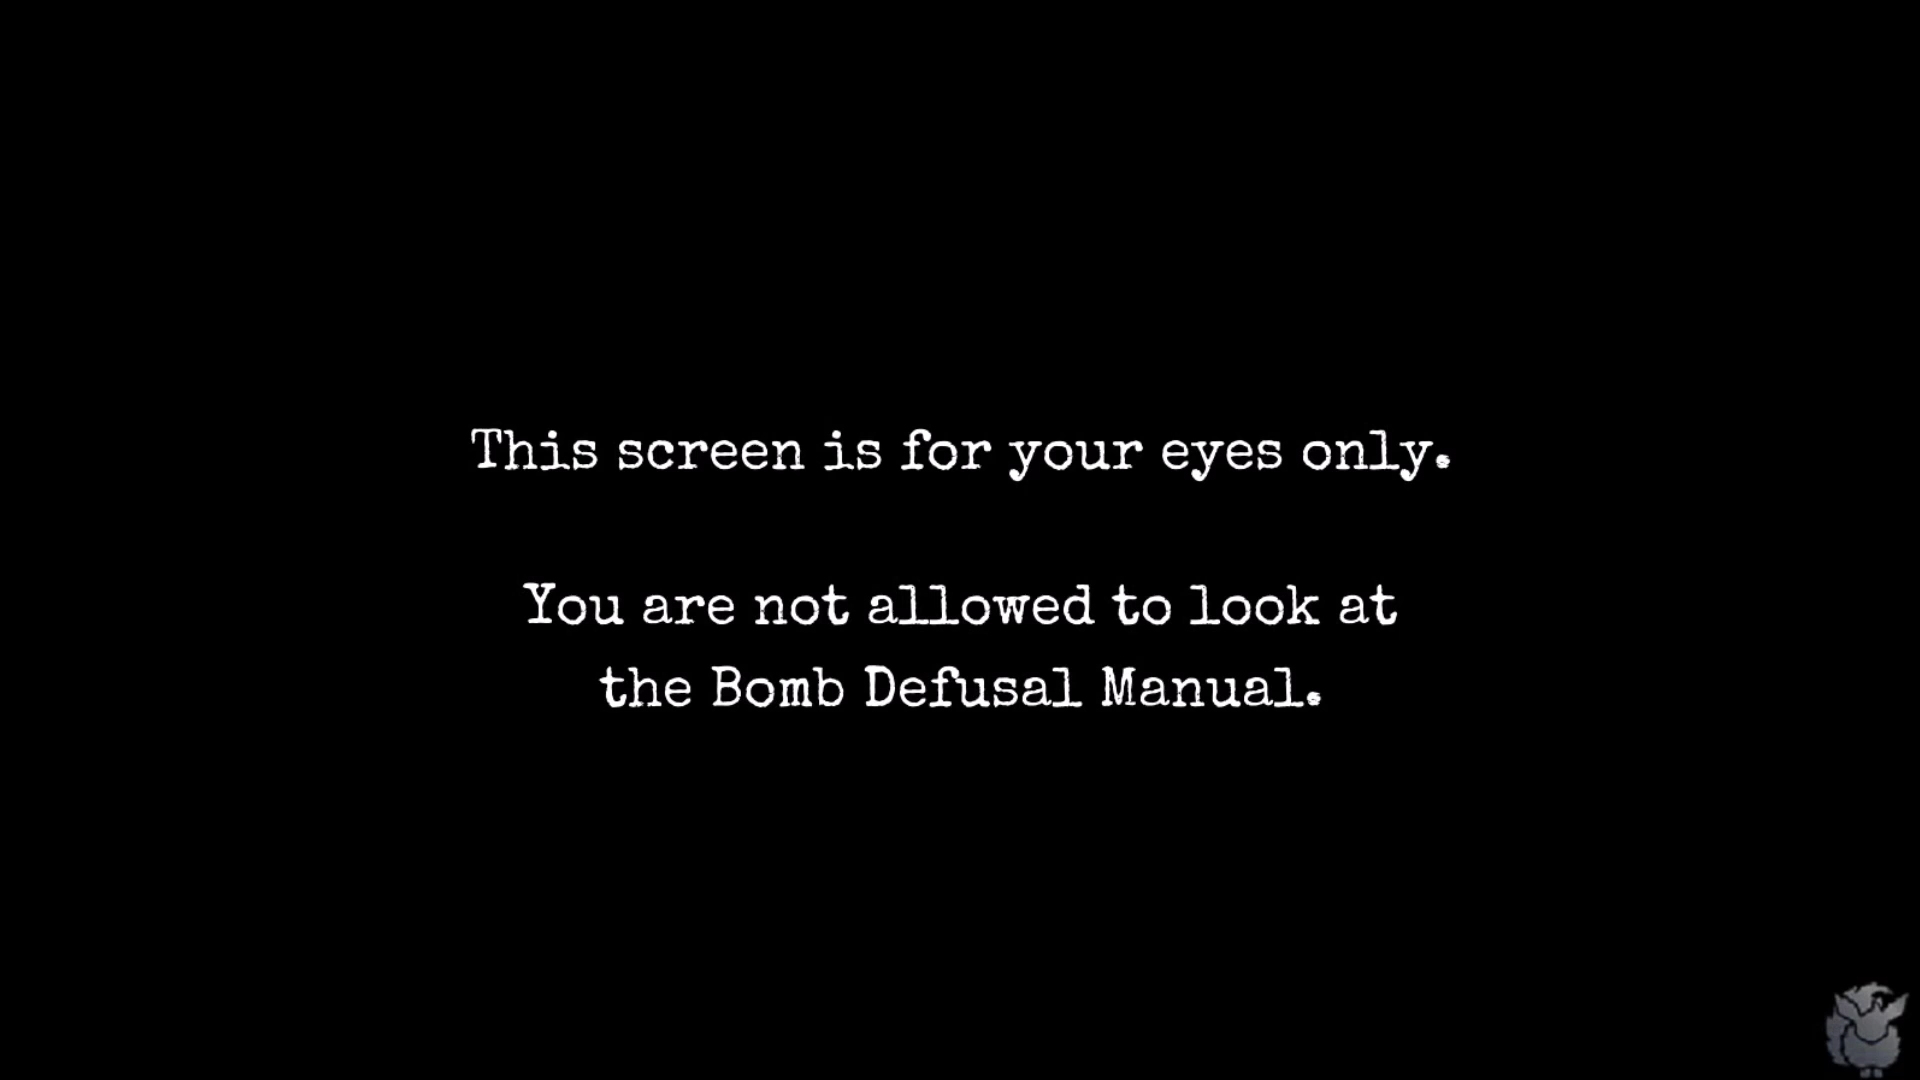 This screen is for your eyes only.
You are not allowed to look at
the Bomb Defusal Manual.